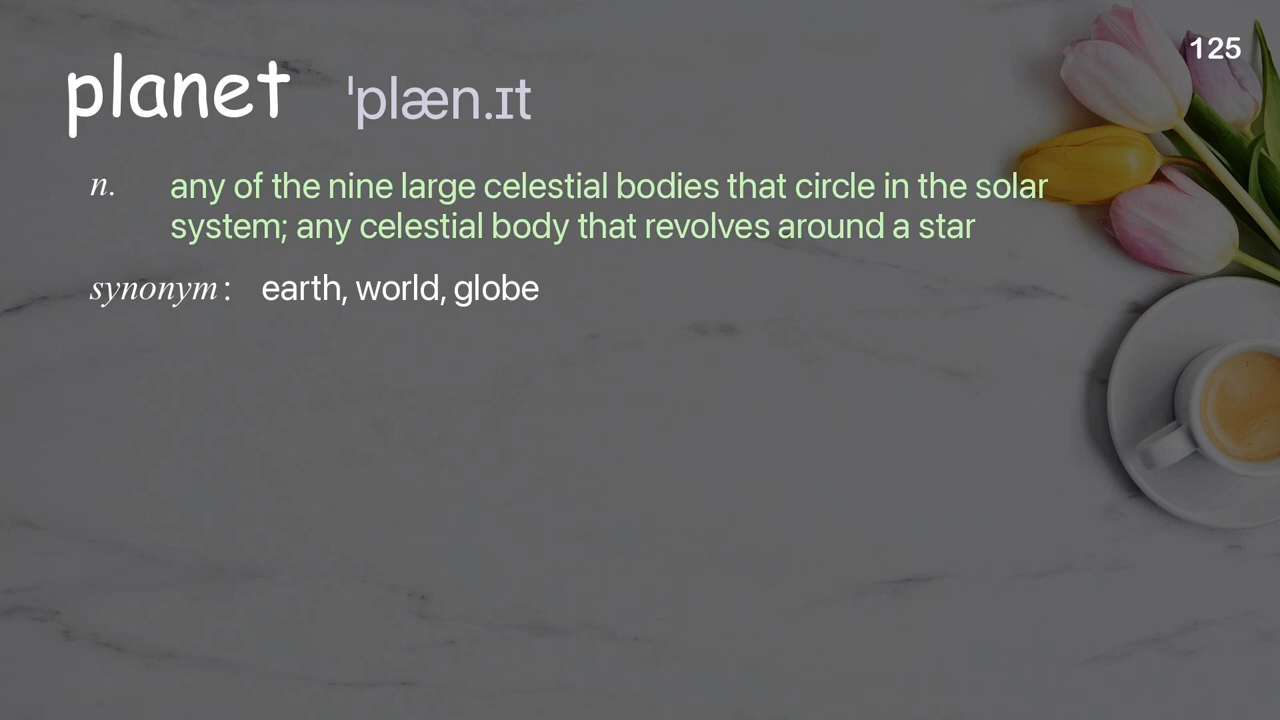 125
planet ˈplæn.ɪt
n. any of the nine large celestial bodies that circle in the solar
system; any celestial body that revolves around a star
synonym: earth, world, globe